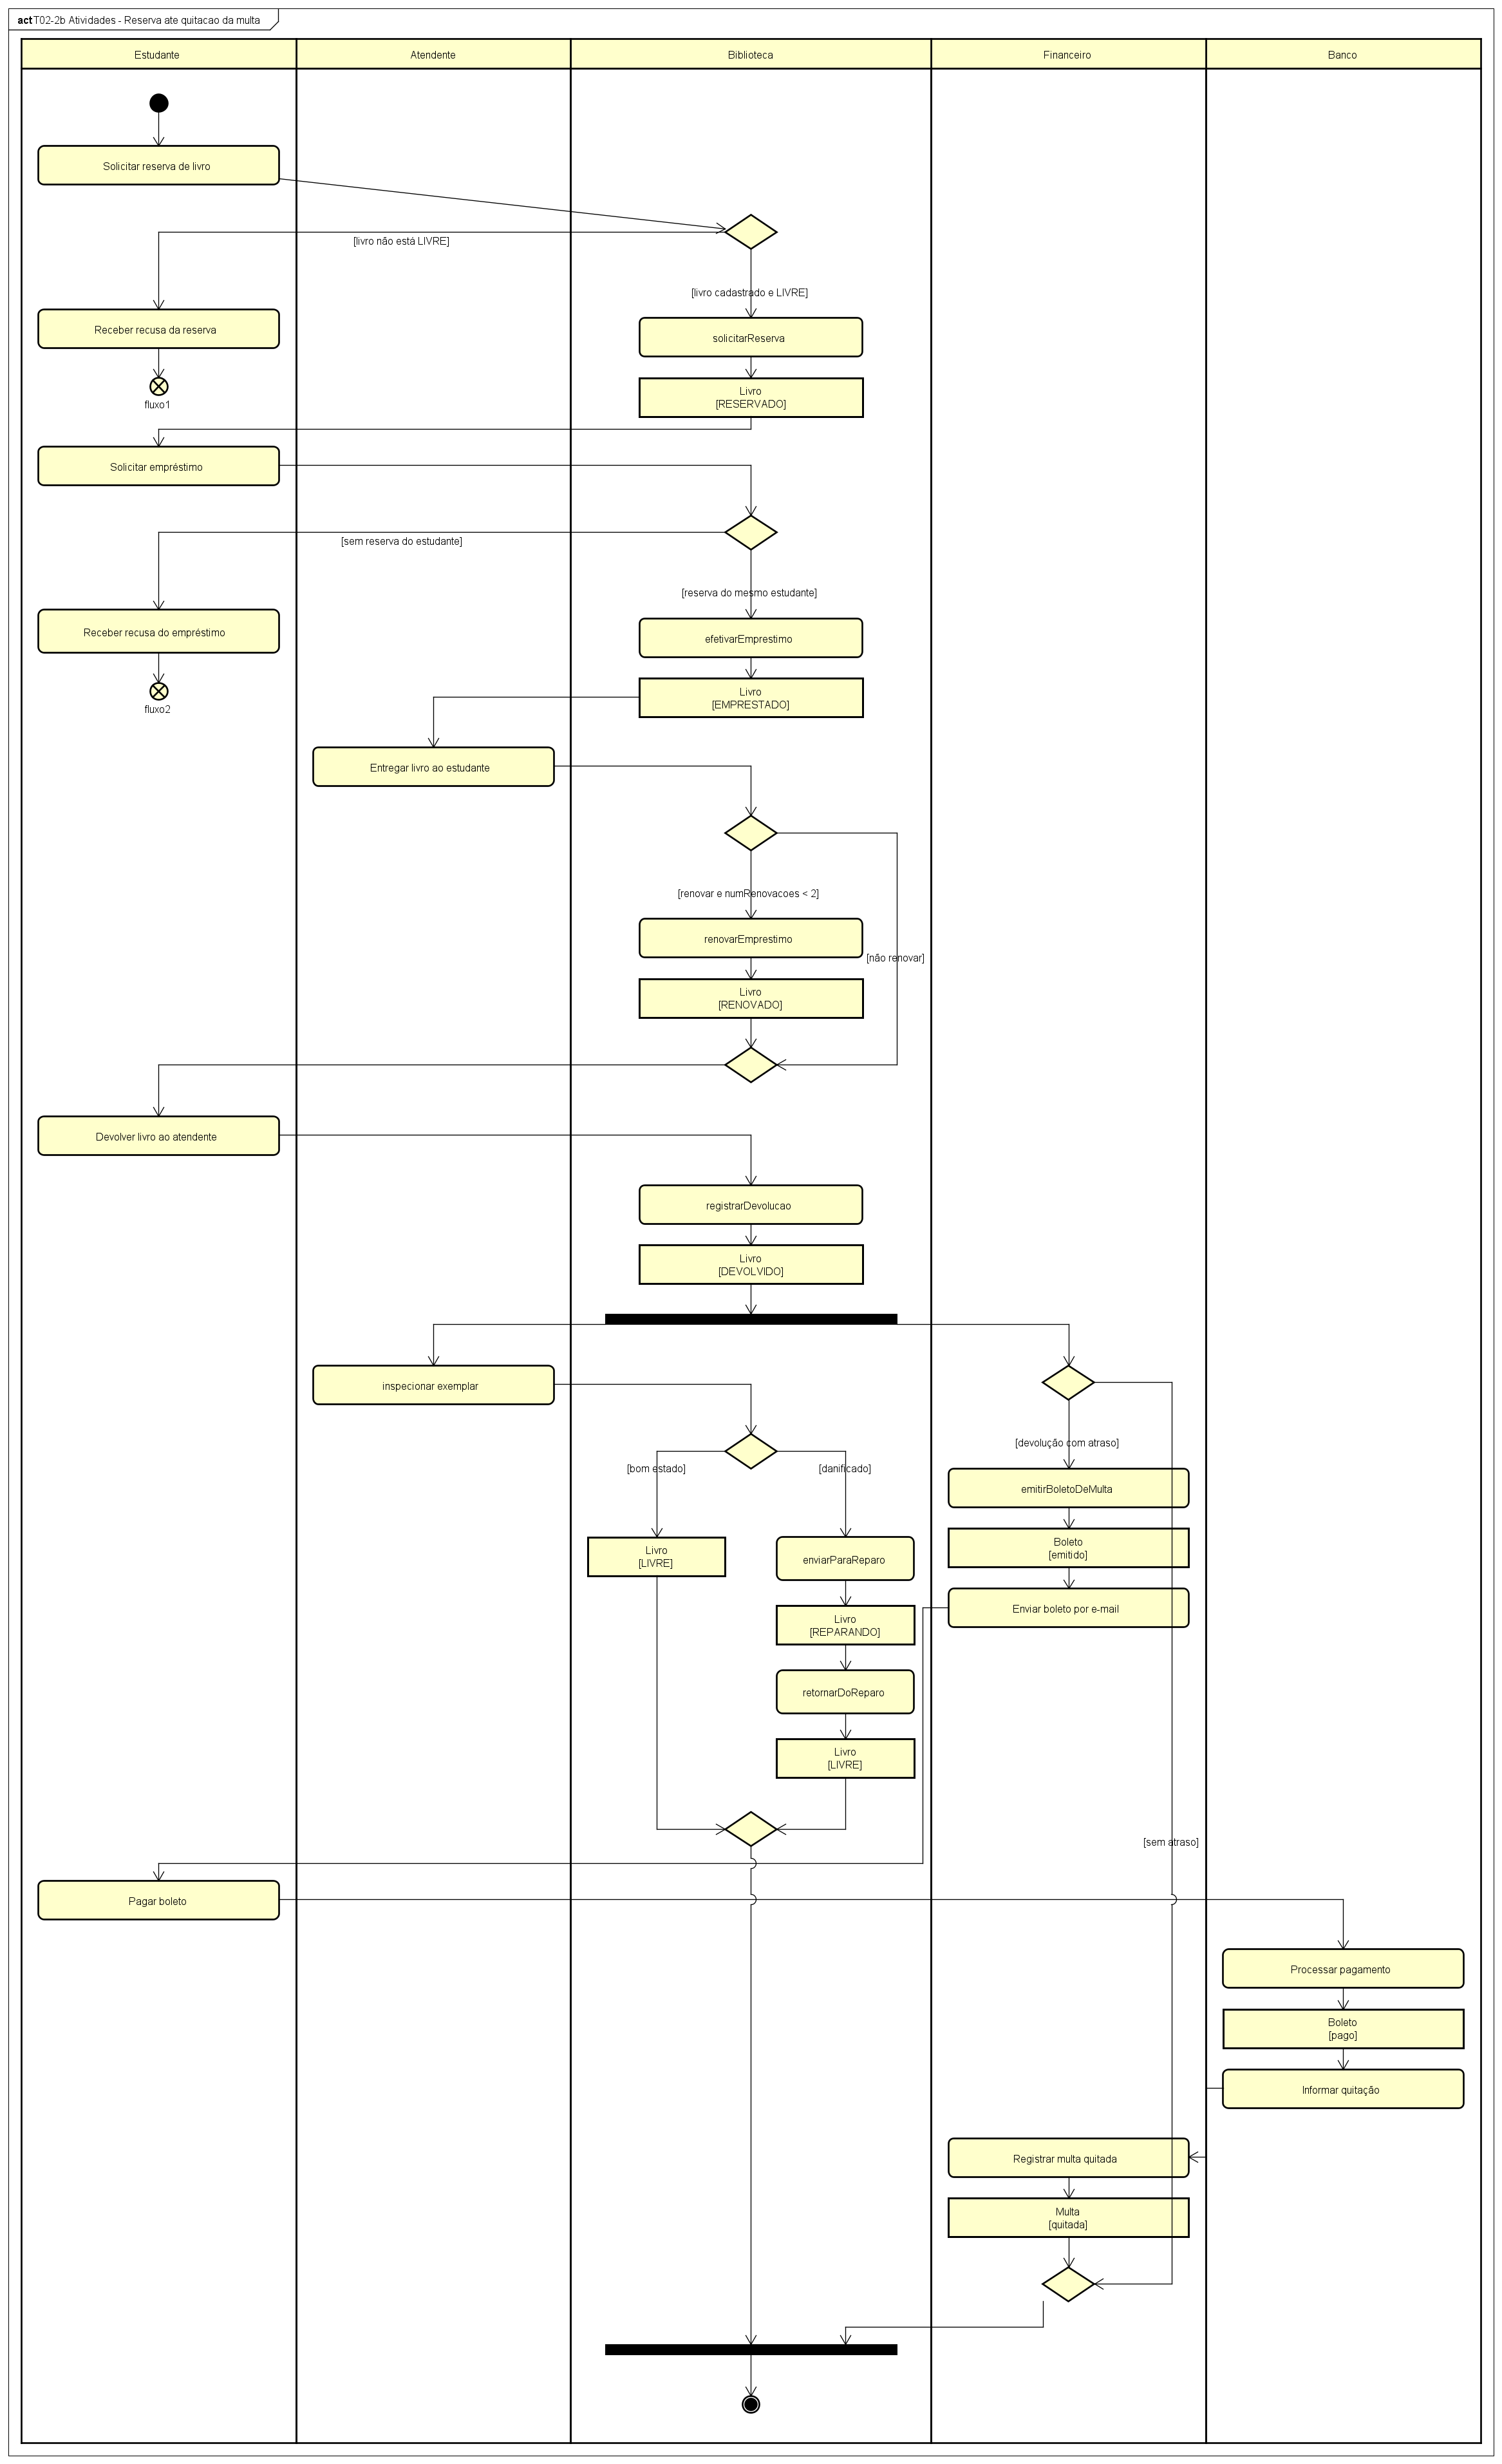 act T02-2b Atividades - Reserva ate quitacao da multa
Estudante
Atendente
Biblioteca
Financeiro
Banco
Solicitar reserva de livro
[livro não está LIVRE]
[livro cadastrado e LIVRE]
Receber recusa da reserva
solicitarReserva
fluxo1
Livro
[RESERVADO]
Solicitar empréstimo
[sem reserva do estudante]
[reserva do mesmo estudante]
Receber recusa do empréstimo
efetivarEmprestimo
fluxo2
Livro
[EMPRESTADO]
Entregar livro ao estudante
[renovar e numRenovacoes < 2]
renovarEmprestimo
[não renovar]
Livro
[RENOVADO]
Devolver livro ao atendente
registrarDevolucao
Livro
[DEVOLVIDO]
inspecionar exemplar
[devolução com atraso]
[bom estado]
[danificado]
emitirBoletoDeMulta
Livro
[LIVRE]
enviarParaReparo
Boleto
[emitido]
Enviar boleto por e-mail
Livro
[REPARANDO]
retornarDoReparo
Livro
[LIVRE]
[sem atraso]
Pagar boleto
Processar pagamento
Boleto
[pago]
Informar quitação
Registrar multa quitada
Multa
[quitada]